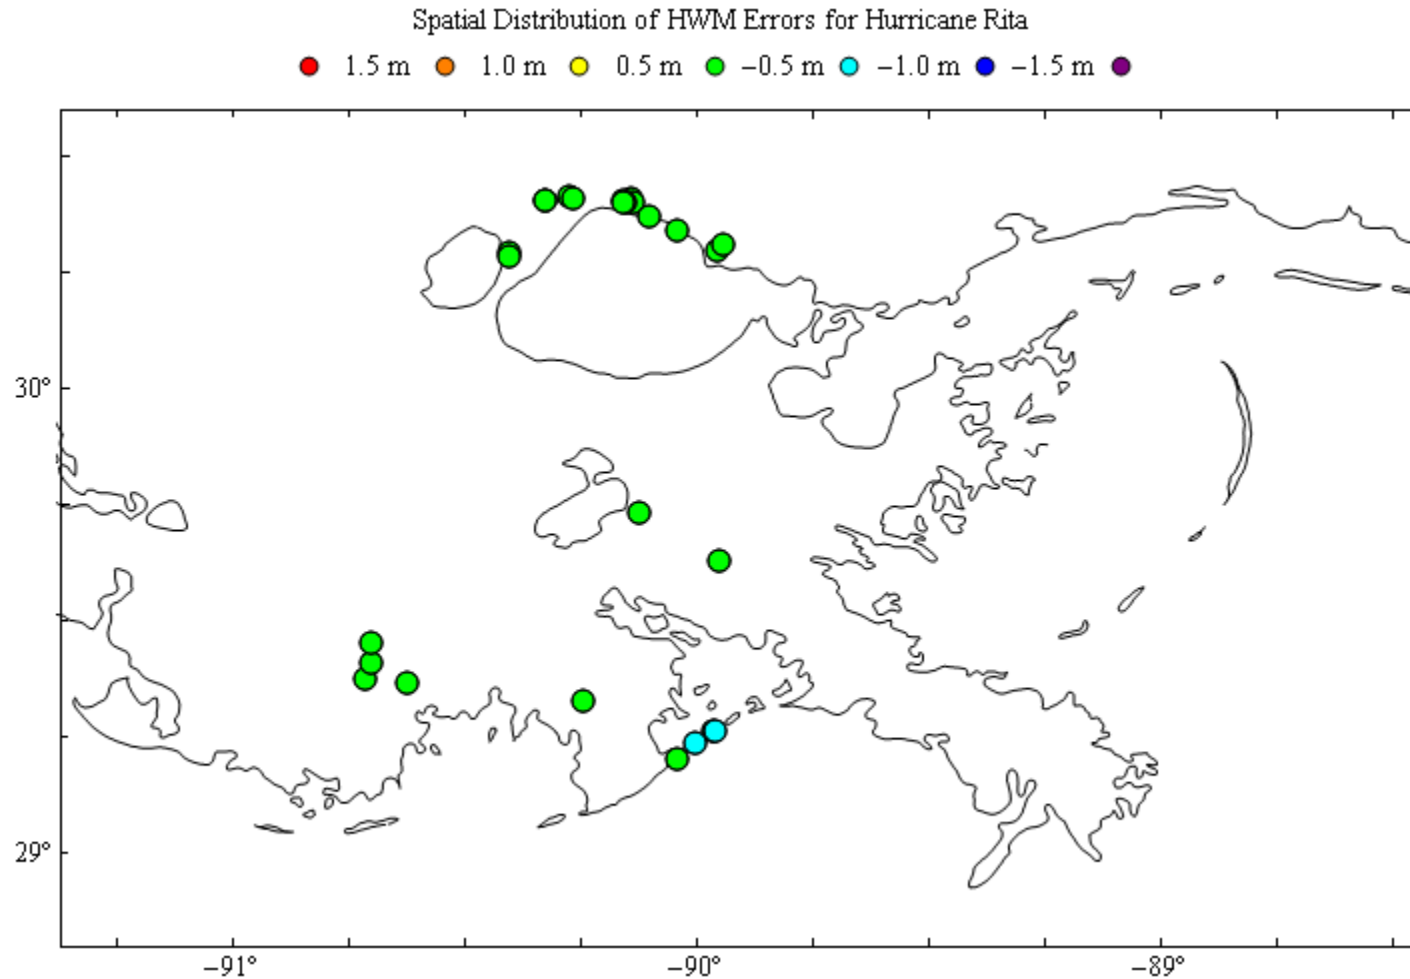 Spatial Distribution of HWM Errors for Hurricane Rita
1.5 m 1.0 m 0.5 m −0.5 m −1.0 m −1.5 m
30°
29°
−91° −90° −89°